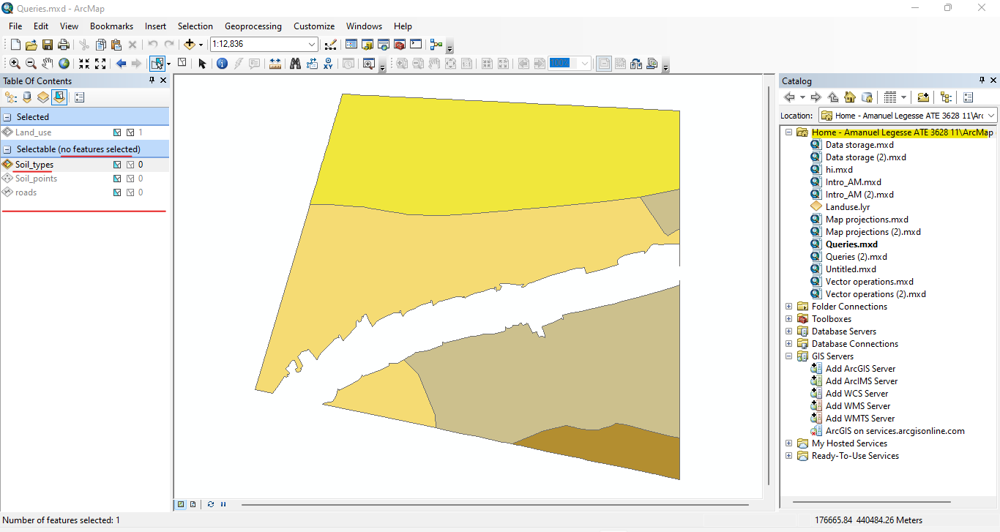 Queries.mxd - ArcMap
File Edit View Bookmarks Insert Selection Geoprocessing Customize Windows Help
1:12,836
XY
100%
Table Of Contents
Selected
Land_use 1
Selectable (no features selected)
Soil_types 0
Soil_points 0
roads 0
Catalog
Location: Home - Amanuel Legesse ATE 3628 11\Arc
Home - Amanuel Legesse ATE 3628 11\ArcMap
Data storage.mxd
Data storage (2).mxd
hi.mxd
Intro_AM.mxd
Intro_AM (2).mxd
Landuse.lyr
Map projections.mxd
Map projections (2).mxd
Queries.mxd
Queries (2).mxd
Untitled.mxd
Vector operations.mxd
Vector operations (2).mxd
Folder Connections
Toolboxes
Database Servers
Database Connections
GIS Servers
Add ArcGIS Server
Add ArcIMS Server
Add WCS Server
Add WMS Server
Add WMTS Server
ArcGIS on services.arcgisonline.com
My Hosted Services
Ready-To-Use Services
Number of features selected: 1
176665.84 440484.26 Meters